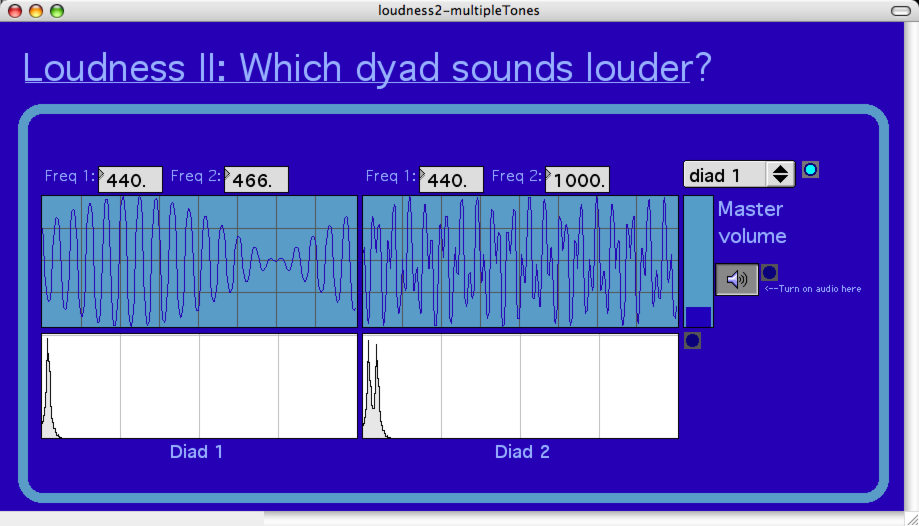 loudness2-multipleTones
Loudness II: Which dyad sounds louder?
Freq 1: 440. Freq 2: 466. Freq 1: 440. Freq 2: 1000. diad 1
Master
volume
<--Turn on audio here
Diad 1 Diad 2